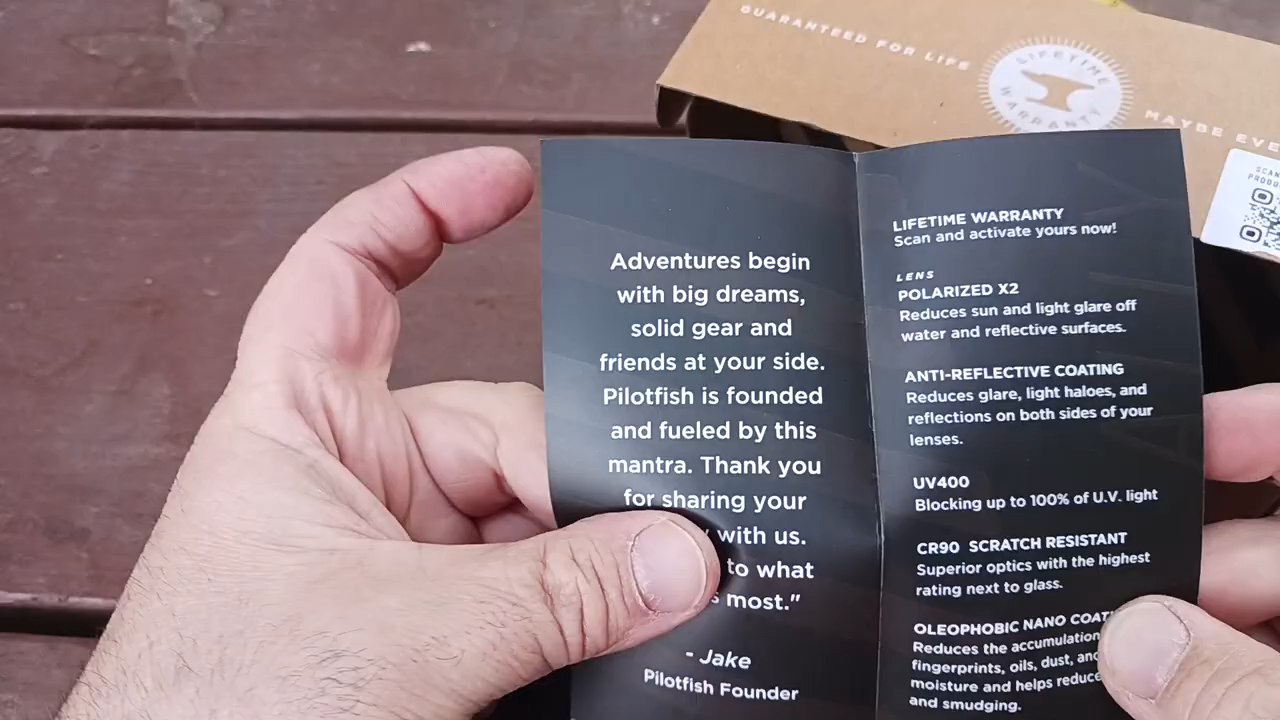 GUARANTEED FOR LIFE
LIFETIME
WARRANTY
MAYBE
Adventures begin
with big dreams,
solid gear and
friends at your side.
Pilotfish is founded
and fueled by this
mantra. Thank you
for sharing your
with us.
to what
most."
- Jake
Pilotfish Founder
LIFETIME WARRANTY
Scan and activate yours now!
LENS
POLARIZED X2
Reduces sun and light glare off
water and reflective surfaces.
ANTI-REFLECTIVE COATING
Reduces glare, light haloes, and
reflections on both sides of your
lenses.
UV400
Blocking up to 100% of U.V. light
CR90 SCRATCH RESISTANT
Superior optics with the highest
rating next to glass.
OLEOPHOBIC NANO
Reduces the accumulation
fingerprints, oils, dust, and
moisture and helps reduce
and smudging.